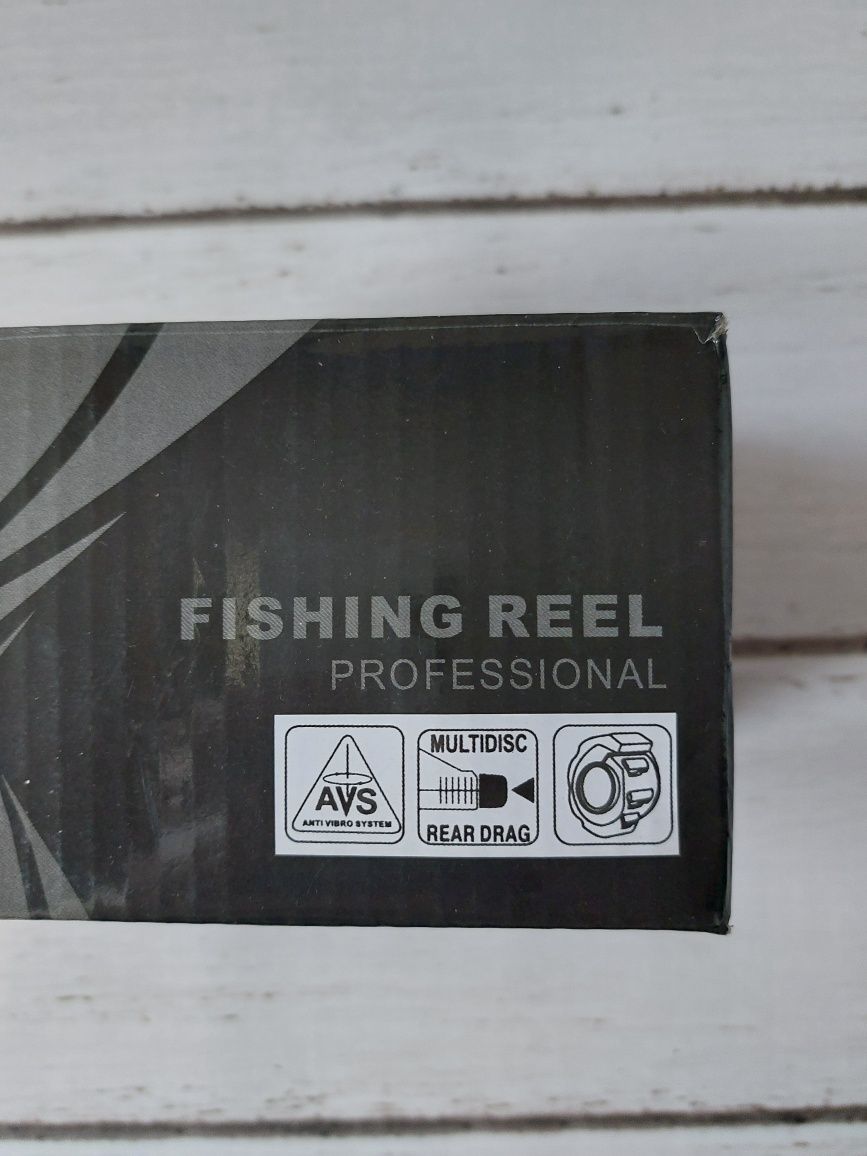 FISHING REEL
PROFESSIONAL
AVS
ANTI VIBRO SYSTEM
MULTIDISC
REAR DRAG